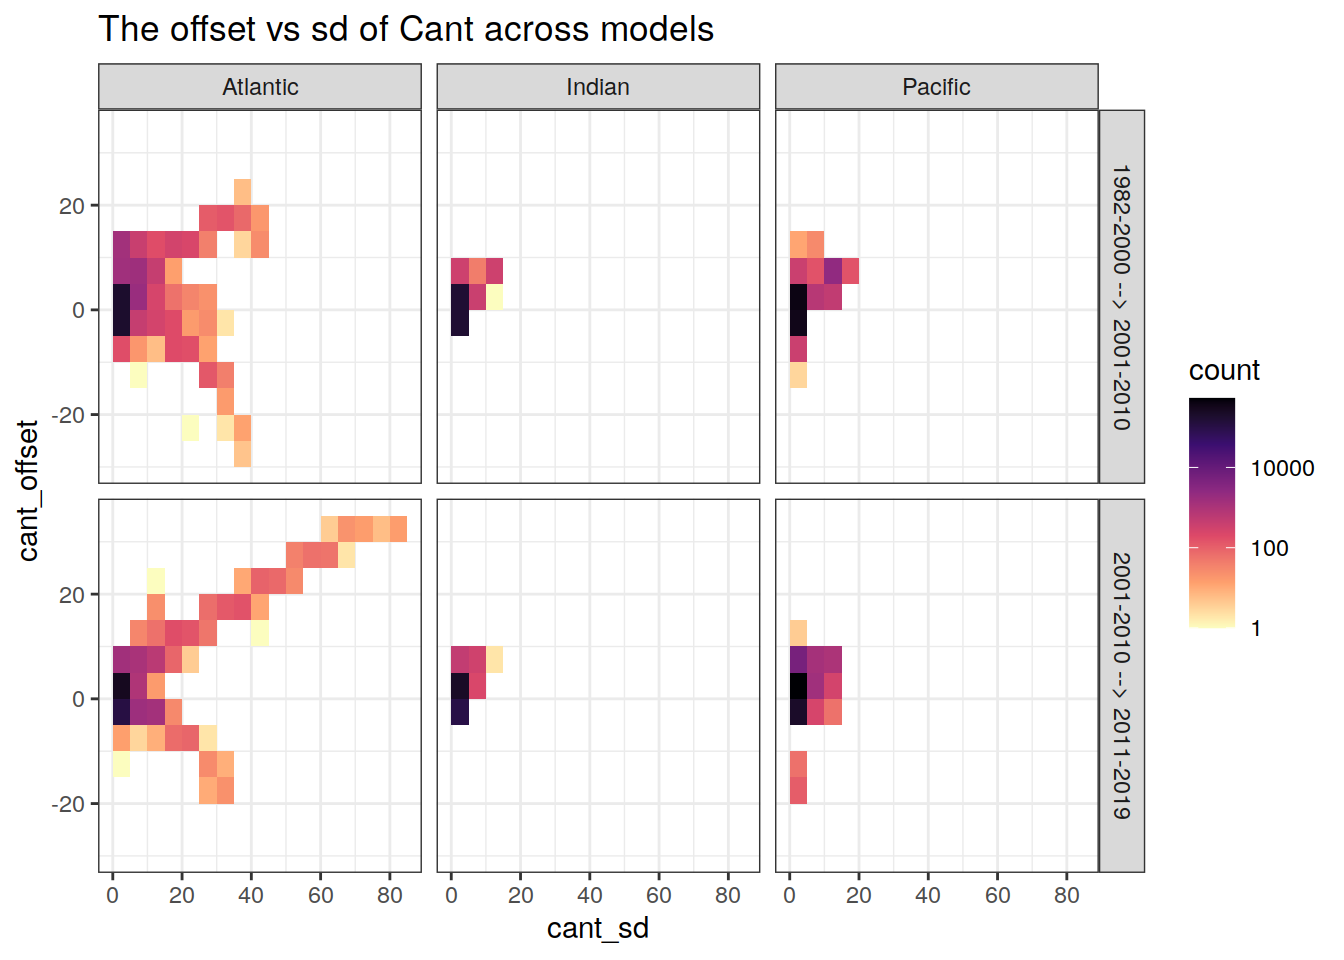 The offset vs sd of Cant across models
Atlantic
Indian
Pacific
20
0
-20
1982-2000 --> 2001-2010
cant_offset
20
0
-20
2001-2010 --> 2011-2019
0 20 40 60 80
0 20 40 60 80
0 20 40 60 80
cant_sd
count
10000
100
1